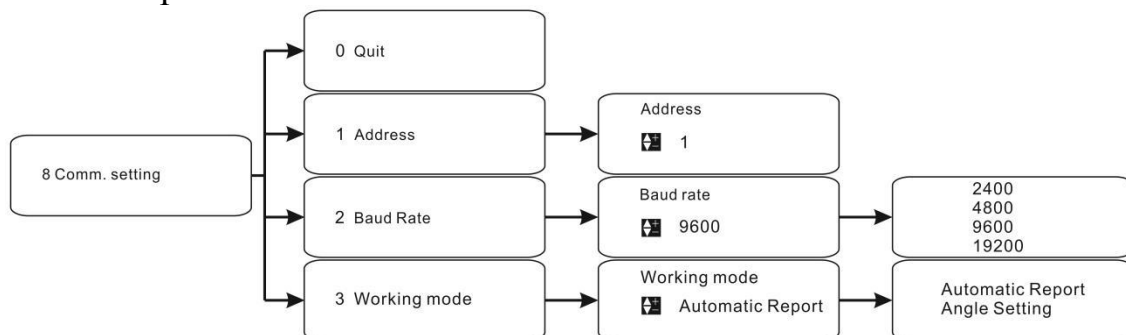 0 Quit
Address
1 Address
1
8 Comm. setting
Baud rate
2400
4800
2 Baud Rate
9600
9600
19200
Working mode
3 Working mode
Automatic Report
Automatic Report
Angle Setting